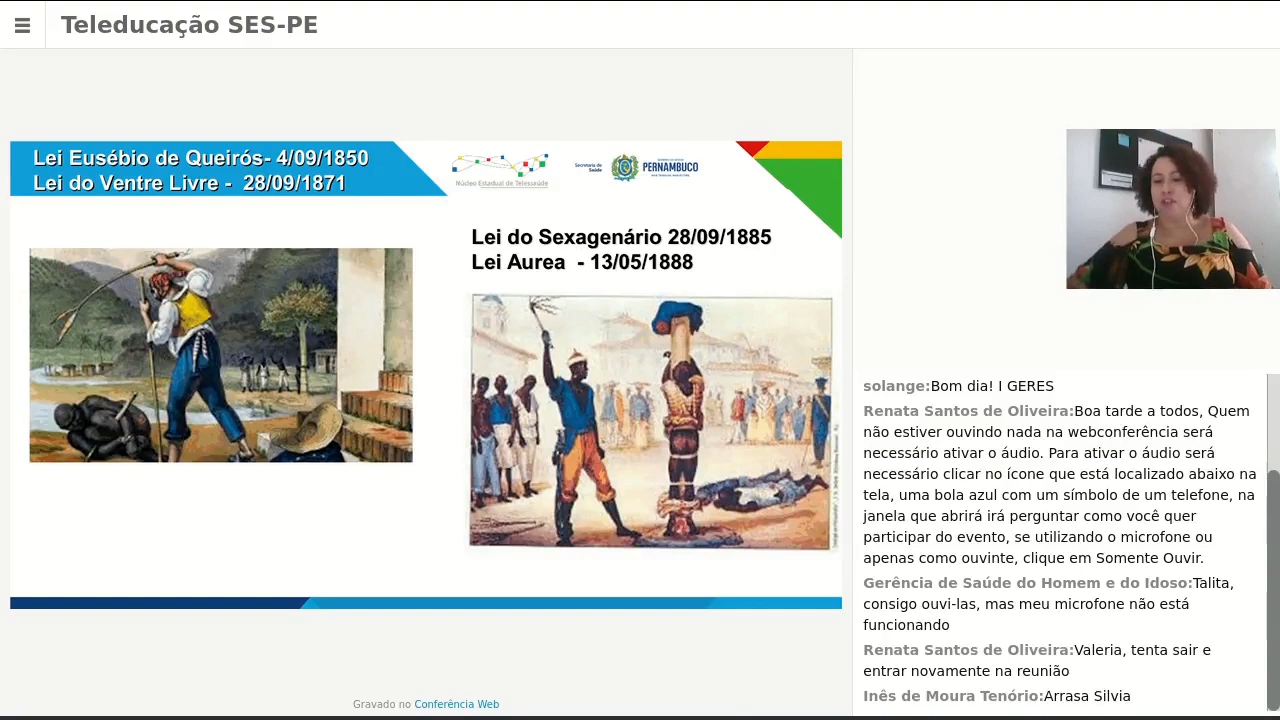 Teleducação SES-PE
Lei Eusébio de Queirós- 4/09/1850
Lei do Ventre Livre -  28/09/1871
Núcleo Estadual de Telessaúde
Secretaria de
Saúde
PERNAMBUCO
Lei do Sexagenário 28/09/1885
Lei Aurea  - 13/05/1888
solange:Bom dia! I GERES
Renata Santos de Oliveira:Boa tarde a todos, Quem
não estiver ouvindo nada na webconferência será
necessário ativar o áudio. Para ativar o áudio será
necessário clicar no ícone que está localizado abaixo na
tela, uma bola azul com um símbolo de um telefone, na
janela que abrirá irá perguntar como você quer
participar do evento, se utilizando o microfone ou
apenas como ouvinte, clique em Somente Ouvir.
Gerência de Saúde do Homem e do Idoso:Talita,
consigo ouvi-las, mas meu microfone não está
funcionando
Renata Santos de Oliveira:Valeria, tenta sair e
entrar novamente na reunião
Inês de Moura Tenório:Arrasa Silvia
Gravado no Conferência Web